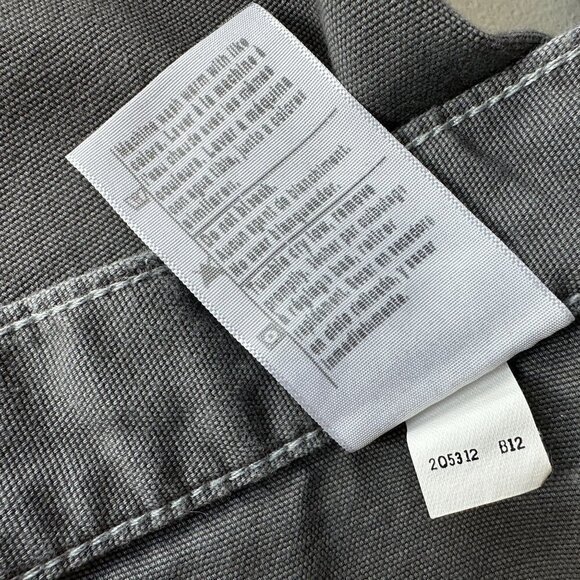 Machine wash warm with like
colors. Laver à la machine à
l'eau chaude avec les mêmes
couleurs. Laver a máquina
con agua tibia, junto a colores
similares.
Do not bleach.
Aucun agent de blanchiment.
No usar blanqueador.
Tumble dry low, remove
promptly. Sécher par culbutage
à réglage bas, retirer
rapidement. Secar en secadora
en ciclo delicado, y sacar
inmediatamente.
205312 B12